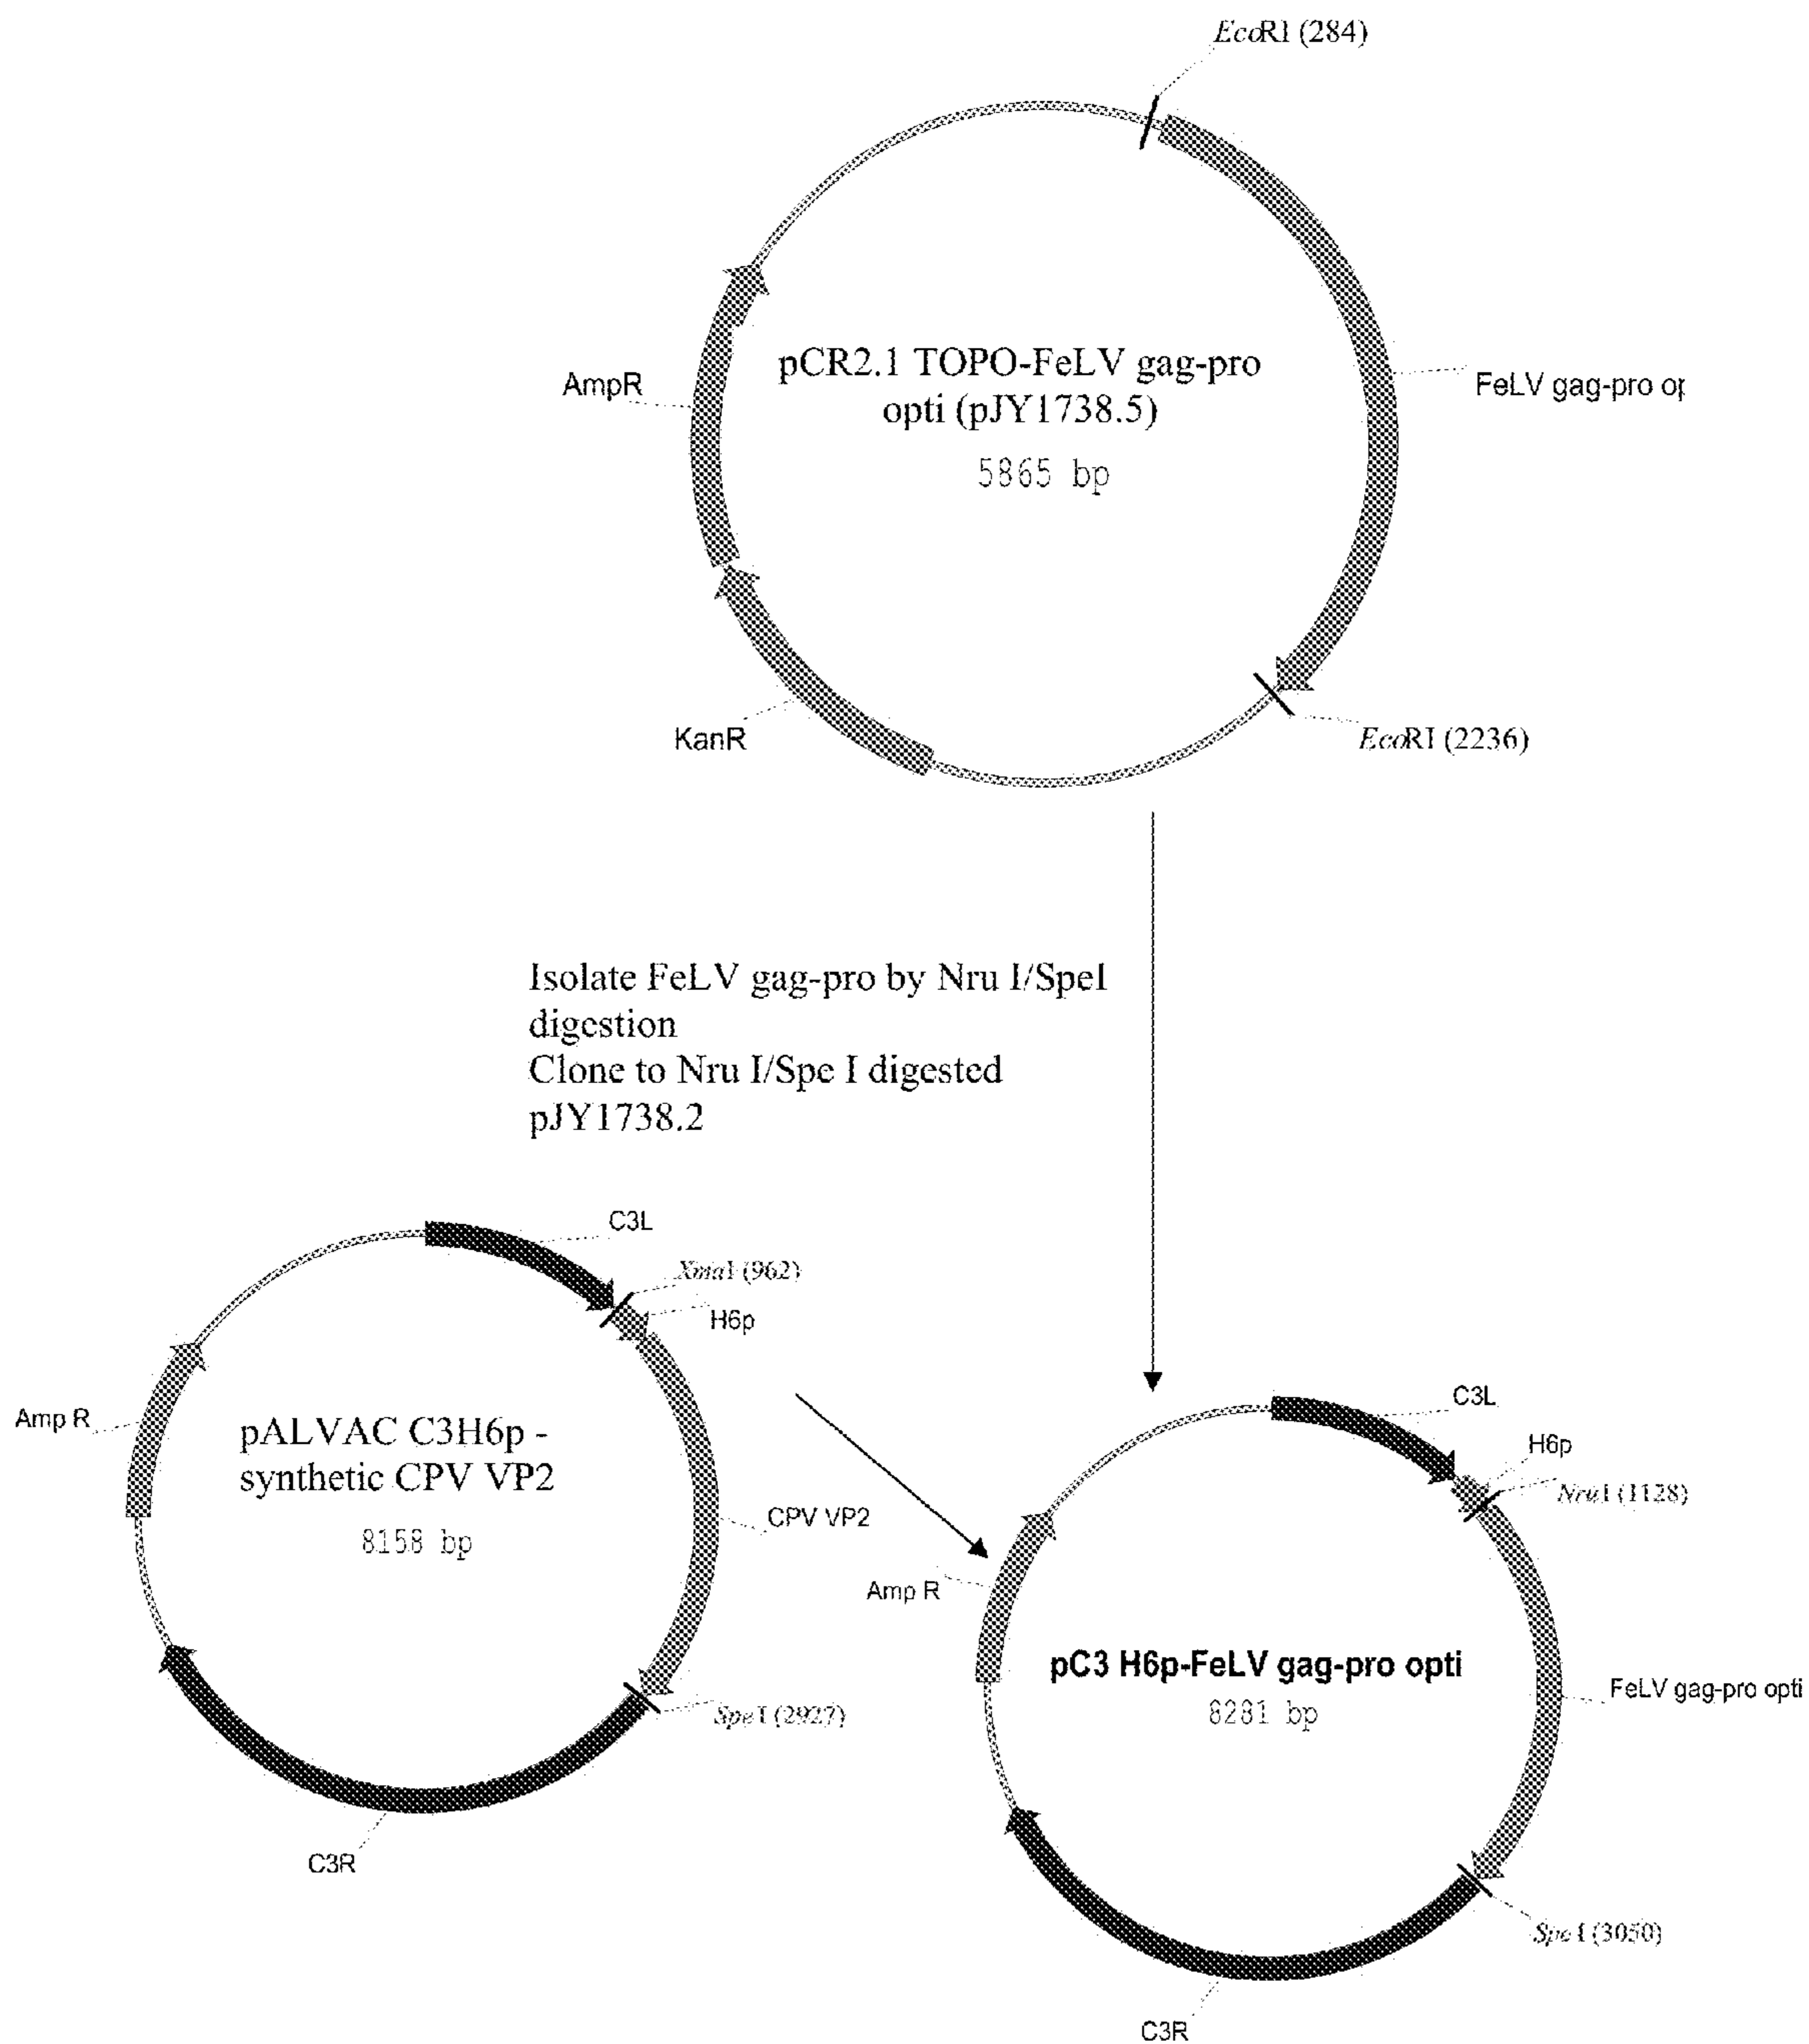 EcoRI (284)
pCR2.1 TOPO-FeLV gag-pro
opti (pJY1738.5)
5865 bp
AmpR
FeLV gag-pro op
KanR
EcoRI (2236)
Isolate FeLV gag-pro by Nru I/SpeI
digestion
Clone to Nru I/Spe I digested
pJY1738.2
C3L
XmaI (962)
H6p
Amp R
pALVAC C3H6p -
synthetic CPV VP2
8158 bp
CPV VP2
SpeI (2927)
C3R
C3L
H6p
NruI (1128)
Amp R
pC3 H6p-FeLV gag-pro opti
8281 bp
FeLV gag-pro opti
SpeI (3050)
C3R